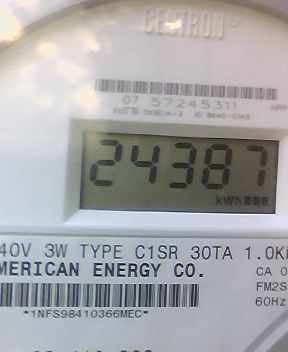 CENTRON
07 57245311
24387
kWh
40V 3W TYPE C1SR 30TA 1.0K
MERICAN ENERGY CO.
CA 0
FM2S
60Hz
*1NFS98410366MEC*